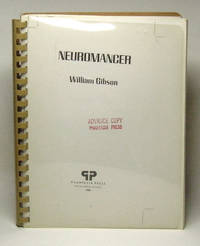 NEUROMANCER
William Gibson
ADVANCE COPY
PHANTASIA PRESS